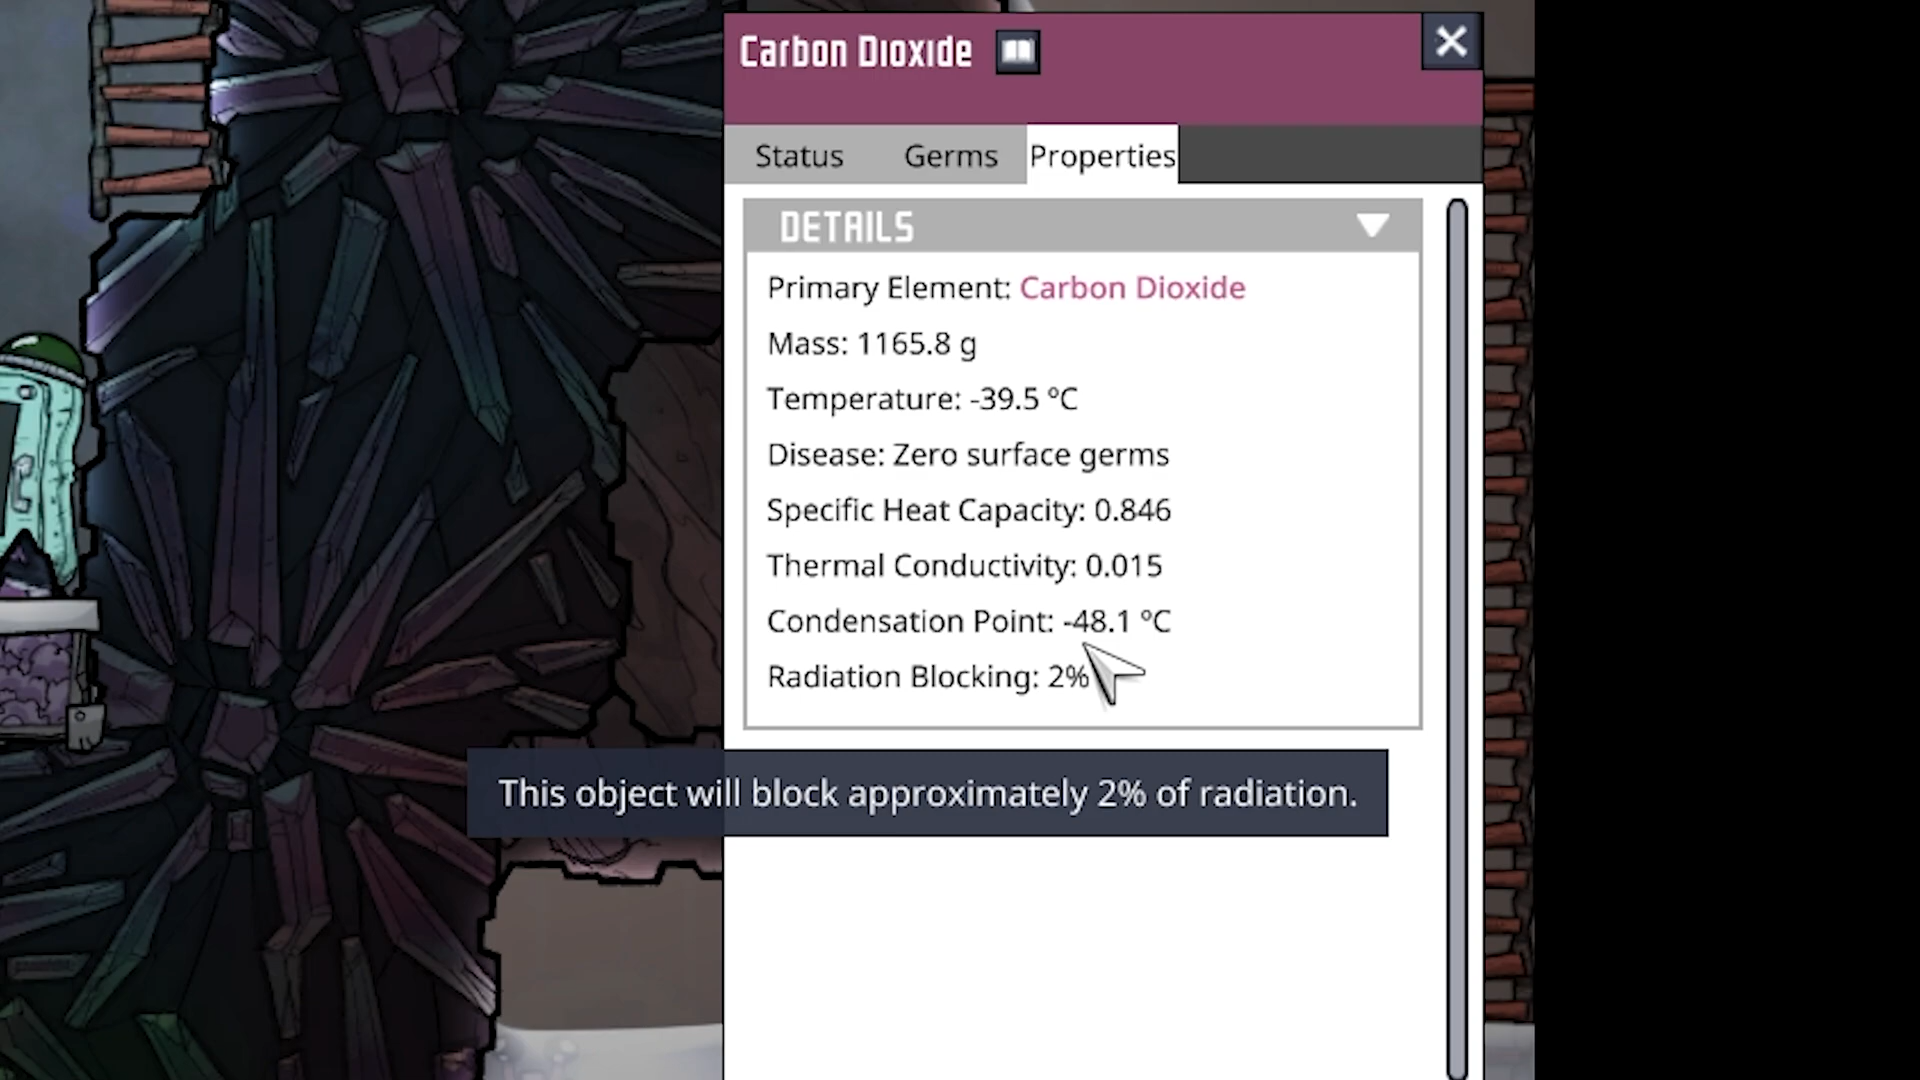 Carbon Dioxide
Status Germs Properties
DETAILS
Primary Element: Carbon Dioxide
Mass: 1165.8 g
Temperature: -39.5 ºC
Disease: Zero surface germs
Specific Heat Capacity: 0.846
Thermal Conductivity: 0.015
Condensation Point: -48.1 ºC
Radiation Blocking: 2%
This object will block approximately 2% of radiation.